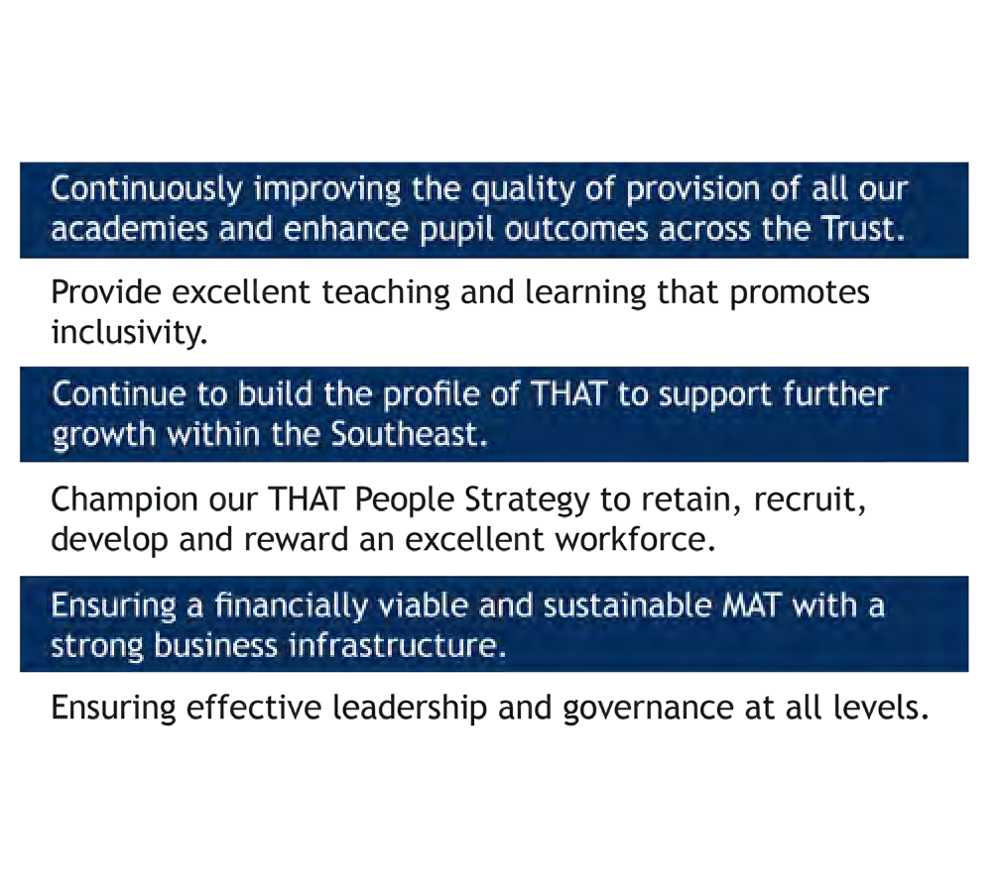 Continuously improving the quality of provision of all our
academies and enhance pupil outcomes across the Trust.
Provide excellent teaching and learning that promotes
inclusivity.
Continue to build the profile of THAT to support further
growth within the Southeast.
Champion our THAT People Strategy to retain, recruit,
develop and reward an excellent workforce.
Ensuring a financially viable and sustainable MAT with a
strong business infrastructure.
Ensuring effective leadership and governance at all levels.